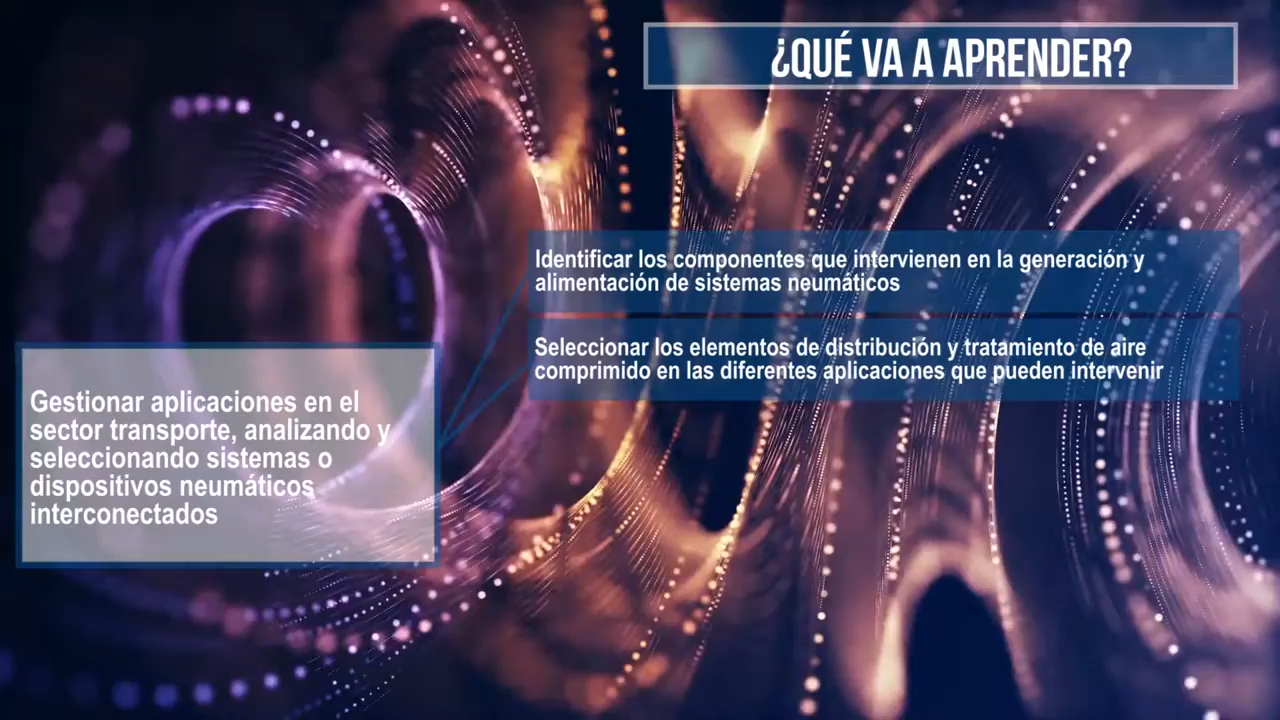 ¿QUÉ VA A APRENDER?
Identificar los componentes que intervienen en la generación y
alimentación de sistemas neumáticos
Seleccionar los elementos de distribución y tratamiento de aire
comprimido en las diferentes aplicaciones que pueden intervenir
Gestionar aplicaciones en el
sector transporte, analizando y
seleccionando sistemas o
dispositivos neumáticos
interconectados